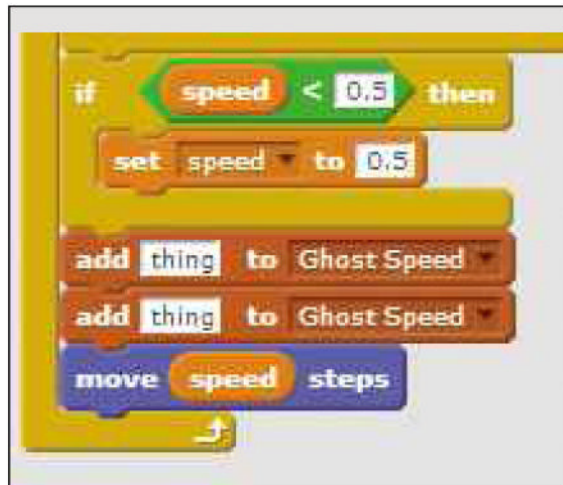 if speed < 0.5 then
set speed to 0.5
add thing to Ghost Speed
add thing to Ghost Speed
move speed steps